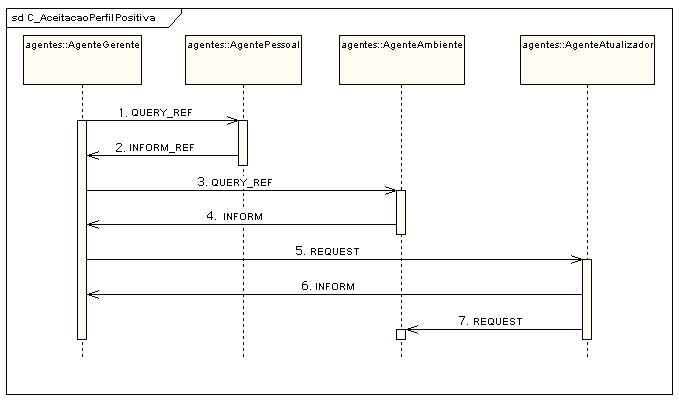 sd C_AceitacaoPerfilPositiva
agentes::AgenteGerente
agentes::AgentePessoal
agentes::AgenteAmbiente
agentes::AgenteAtualizador
1. QUERY_REF
2. INFORM_REF
3. QUERY_REF
4. INFORM
5. REQUEST
6. INFORM
7. REQUEST